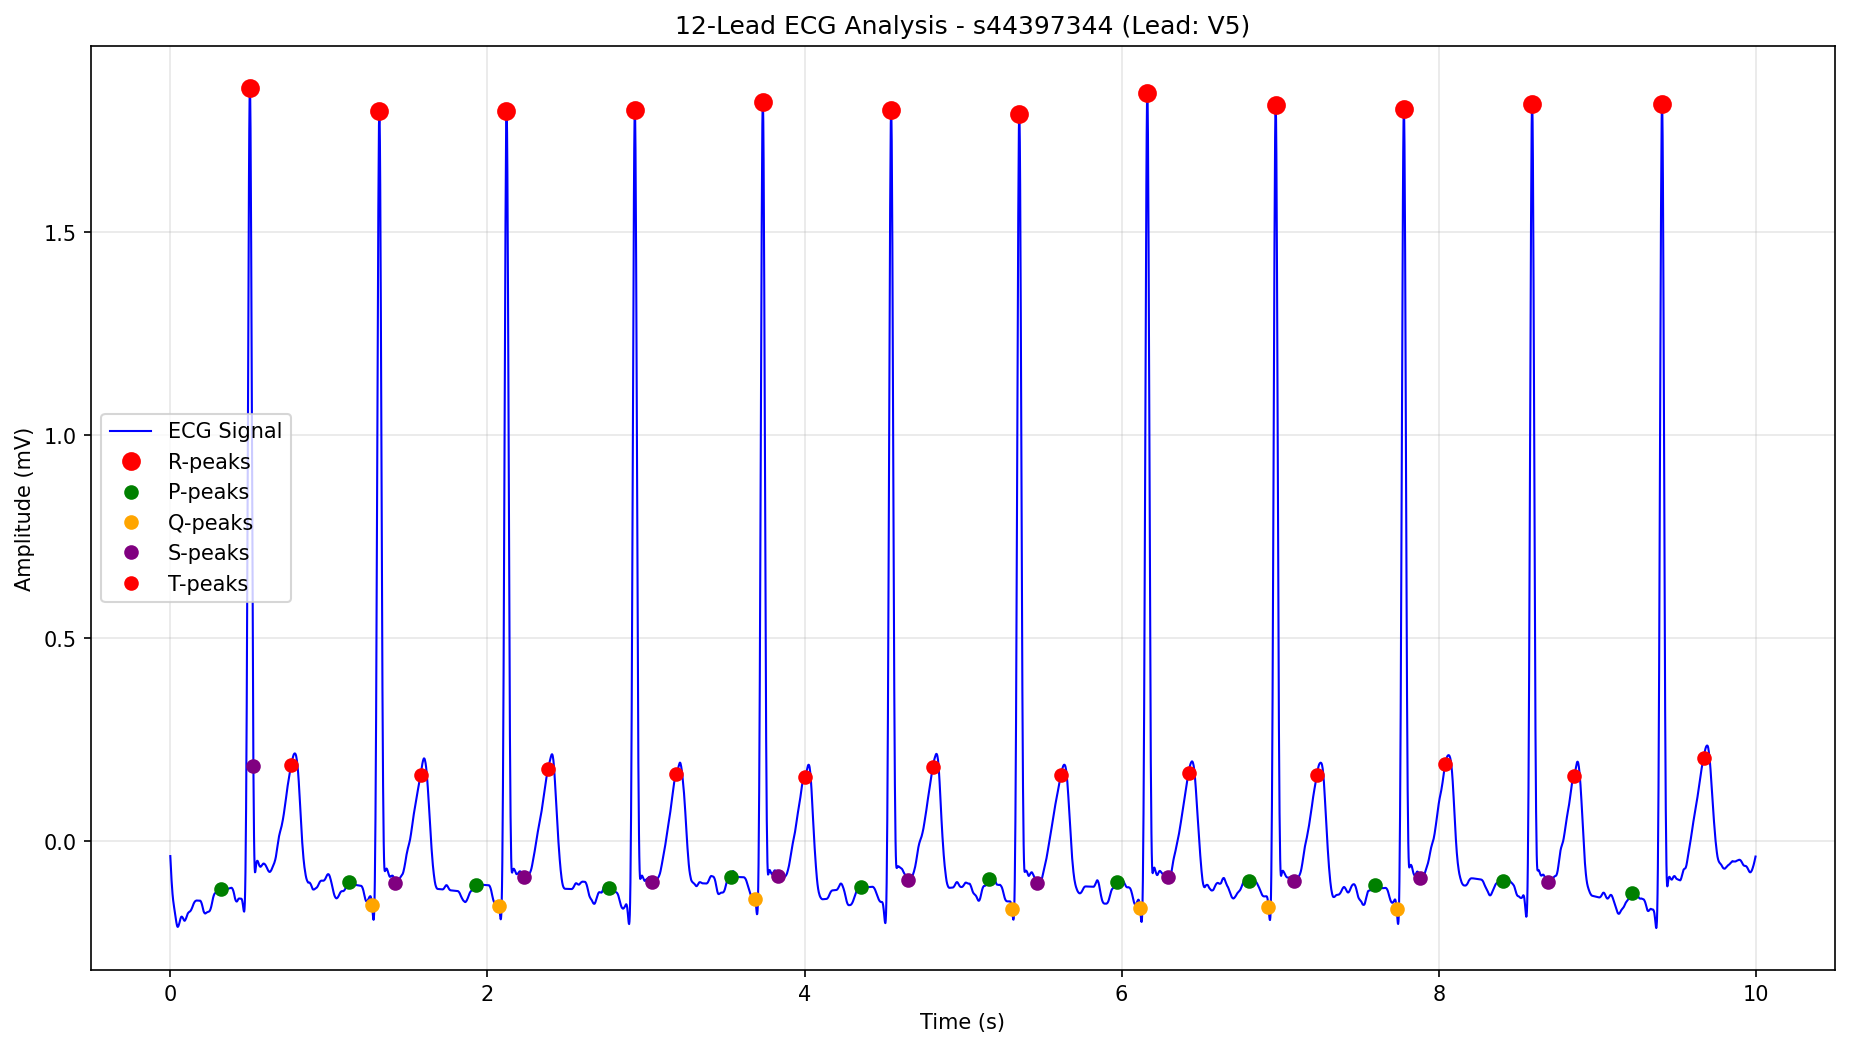 12-Lead ECG Analysis - s44397344 (Lead: V5)
Amplitude (mV)
1.5
1.0
0.5
0.0
ECG Signal
R-peaks
P-peaks
Q-peaks
S-peaks
T-peaks
0 2 4 6 8 10
Time (s)